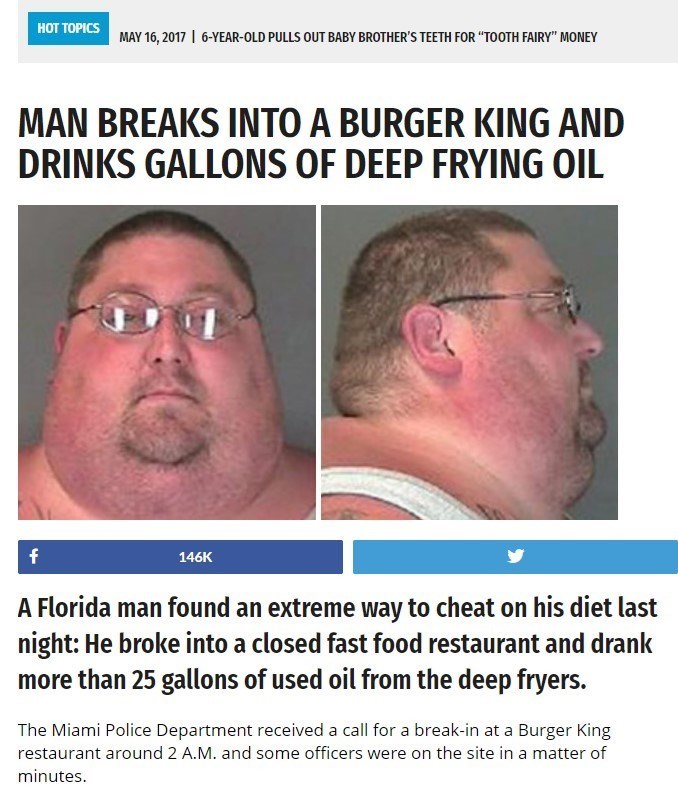 HOT TOPICS
MAY 16, 2017 | 6-YEAR-OLD PULLS OUT BABY BROTHER'S TEETH FOR “TOOTH FAIRY” MONEY
MAN BREAKS INTO A BURGER KING AND
DRINKS GALLONS OF DEEP FRYING OIL
146K
A Florida man found an extreme way to cheat on his diet last
night: He broke into a closed fast food restaurant and drank
more than 25 gallons of used oil from the deep fryers.
The Miami Police Department received a call for a break-in at a Burger King
restaurant around 2 A.M. and some officers were on the site in a matter of
minutes.